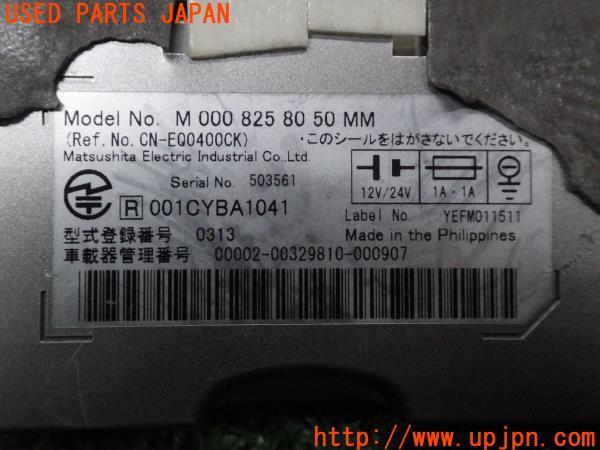 USED PARTS JAPAN
Model No. M 000 825 80 50 MM
(Ref.No.CN-EQ0400CK) ・このシールをはがさないでください。
Matsushita Electric Industrial Co.,Ltd.
Serial No. 503561
12V/24V 1A・1A
R 001CYBA1041
Label No. YEFM011511
型式登録番号 0313 Made in the Philippines
車載器管理番号 00002-00329810-000907
UPJ http://www.upjpn.com